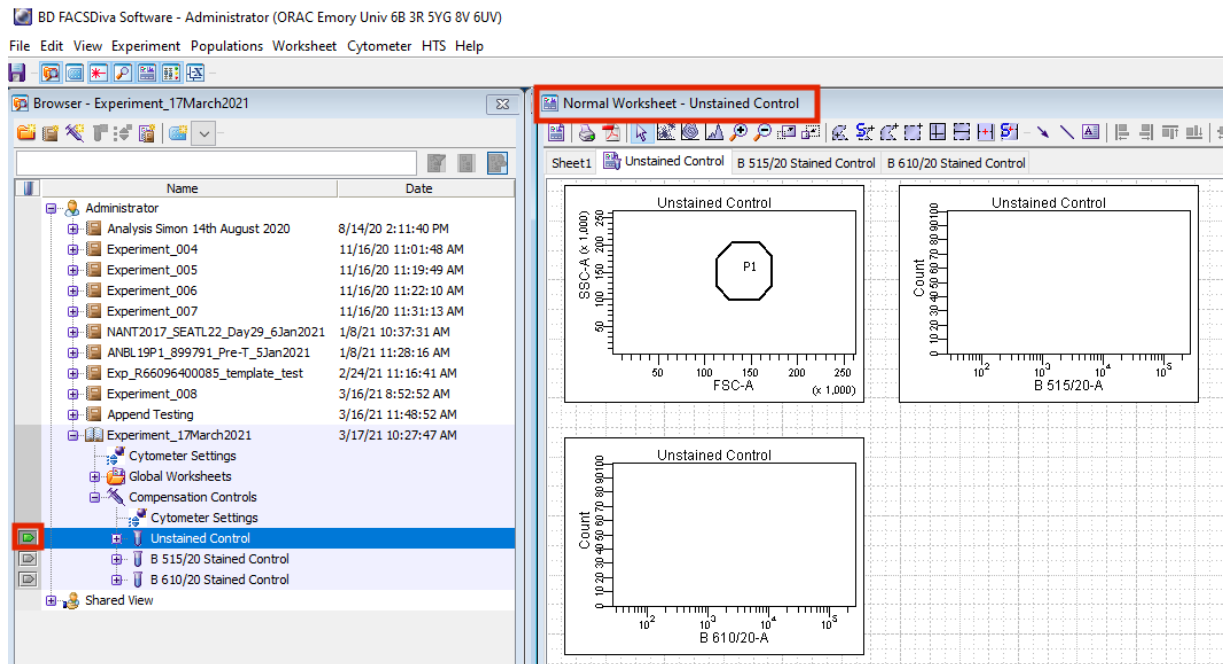 BD FACSDiva Software - Administrator (ORAC Emory Univ 6B 3R 5YG 8V 6UV)
File Edit View Experiment Populations Worksheet Cytometer HTS Help
Browser - Experiment_17March2021
Name Date
Administrator
Analysis Simon 14th August 2020 8/14/20 2:11:40 PM
Experiment_004 11/16/20 11:01:48 AM
Experiment_005 11/16/20 11:19:49 AM
Experiment_006 11/16/20 11:22:10 AM
Experiment_007 11/16/20 11:31:13 AM
NANT2017_SEATL22_Day29_6Jan2021 1/8/21 10:37:31 AM
ANBL19P1_899791_Pre-T_5Jan2021 1/8/21 11:28:16 AM
Exp_R66096400085_template_test 2/24/21 11:16:41 AM
Experiment_008 3/16/21 8:52:52 AM
Append Testing 3/16/21 11:48:52 AM
Experiment_17March2021 3/17/21 10:27:47 AM
Cytometer Settings
Global Worksheets
Compensation Controls
Cytometer Settings
Unstained Control
B 515/20 Stained Control
B 610/20 Stained Control
Shared View
Normal Worksheet - Unstained Control
Sheet1 Unstained Control B 515/20 Stained Control B 610/20 Stained Control
Unstained Control
SSC-A (x 1,000)
50 100 150 200 250
P1
50 100 150 200 250
FSC-A
(x 1,000)
Unstained Control
Count
0 10 20 30 40 50 60 70 80 90 100
10² 10³ 10⁴ 10⁵
B 515/20-A
Unstained Control
Count
0 10 20 30 40 50 60 70 80 90 100
10² 10³ 10⁴ 10⁵
B 610/20-A